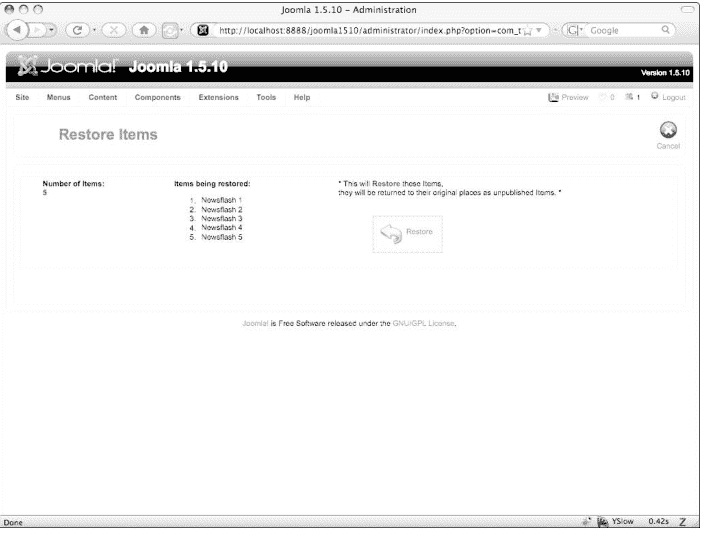 Joomla 1.5.10 – Administration
http://localhost:8888/joomla1510/administrator/index.php?option=com_t
Google
Joomla! Joomla 1.5.10
Version 1.5.10
Site Menus Content Components Extensions Tools Help Preview 0 1 Logout
Restore Items
Cancel
Number of Items:
5
Items being restored:
1. Newsflash 1
2. Newsflash 2
3. Newsflash 3
4. Newsflash 4
5. Newsflash 5
* This will Restore these Items,
they will be returned to their original places as unpublished Items. *
Restore
Joomla! is Free Software released under the GNU/GPL License.
Done YSlow 0.42s